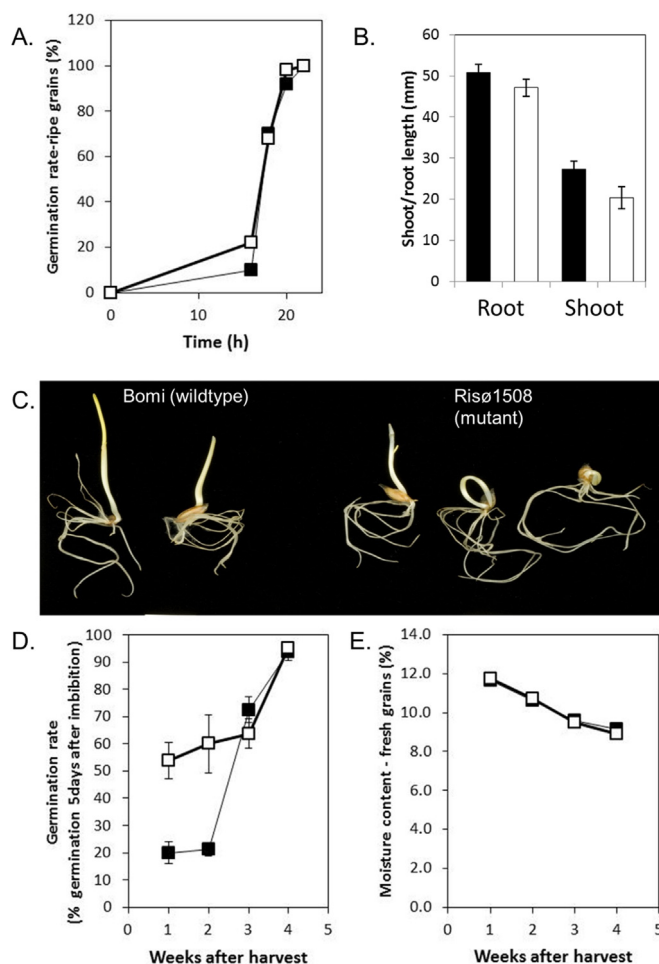 A.
Germination rate-ripe grains (%)
120
100
80
60
40
20
0
0 10 20
Time (h)
B.
Shoot/root length (mm)
60
50
40
30
20
10
0
Root Shoot
C.
Bomi (wildtype)
Risø1508
(mutant)
D.
Germination rate
(% germination 5days after imbibition)
100
90
80
70
60
50
40
30
20
10
0
0 1 2 3 4 5
Weeks after harvest
E.
Moisture content - fresh grains (%)
14.0
12.0
10.0
8.0
6.0
4.0
2.0
0.0
0 1 2 3 4 5
Weeks after harvest